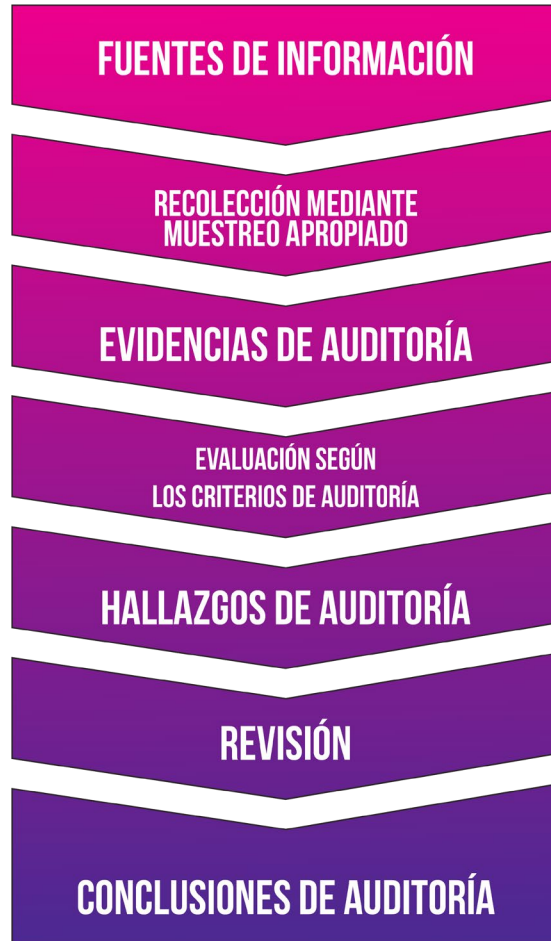 FUENTES DE INFORMACIÓN
RECOLECCIÓN MEDIANTE
MUESTREO APROPIADO
EVIDENCIAS DE AUDITORÍA
EVALUACIÓN SEGÚN
LOS CRITERIOS DE AUDITORÍA
HALLAZGOS DE AUDITORÍA
REVISIÓN
CONCLUSIONES DE AUDITORÍA